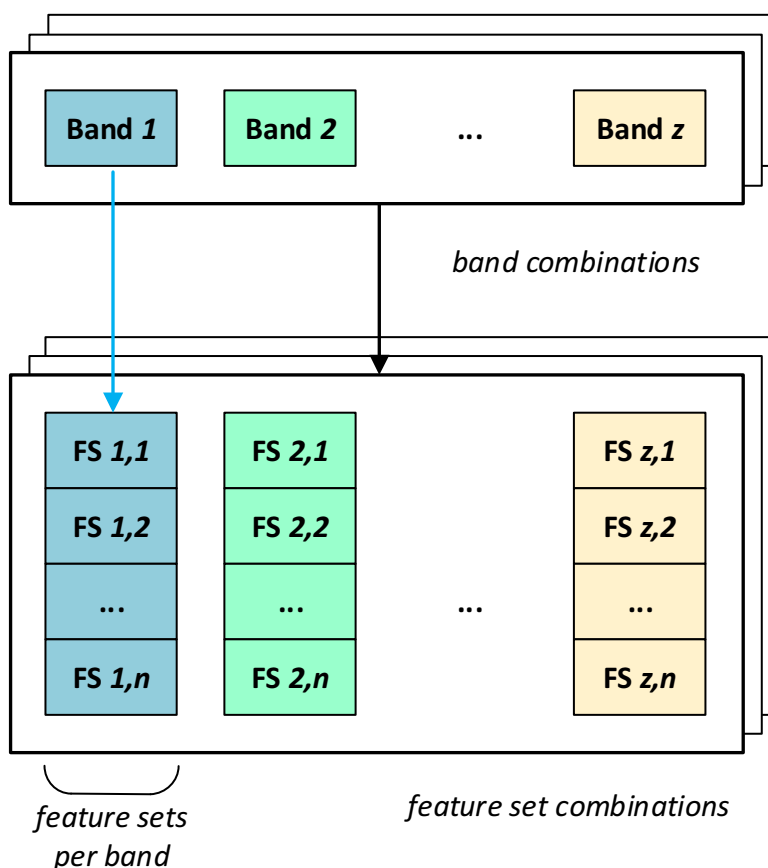 Band 1 Band 2 ... Band z
band combinations
FS 1,1 FS 2,1 FS z,1
FS 1,2 FS 2,2 FS z,2
... ... ... ...
FS 1,n FS 2,n FS z,n
feature sets
per band
feature set combinations